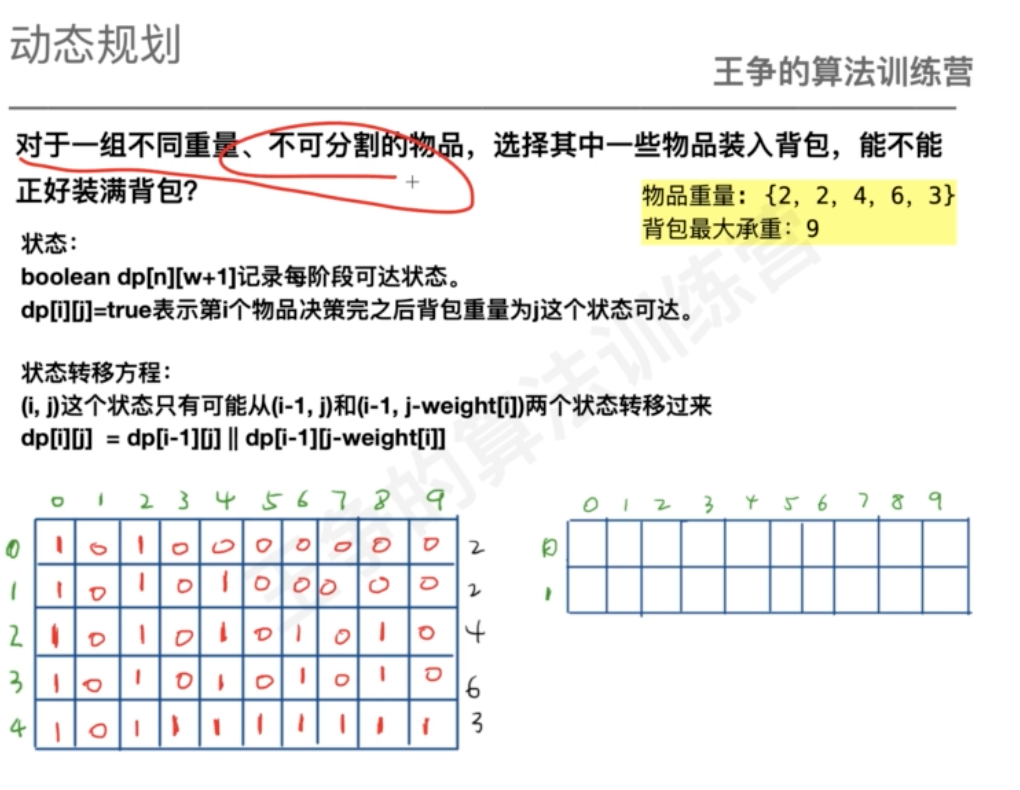 动态规划
王争的算法训练营
对于一组不同重量、不可分割的物品，选择其中一些物品装入背包，能不能
正好装满背包？
物品重量：{2, 2, 4, 6, 3}
背包最大承重：9
状态：
boolean dp[n][w+1]记录每阶段可达状态。
dp[i][j]=true表示第i个物品决策完之后背包重量为j这个状态可达。
状态转移方程：
(i, j)这个状态只有可能从(i-1, j)和(i-1, j-weight[i])两个状态转移过来
dp[i][j] = dp[i-1][j] || dp[i-1][j-weight[i]]
0 1 2 3 4 5 6 7 8 9
0 1 0 1 0 0 0 0 0 0 0 2
1 1 0 1 0 1 0 0 0 0 0 2
2 1 0 1 0 1 0 1 0 1 0 4
3 1 0 1 0 1 0 1 0 1 0 6
4 1 0 1 1 1 1 1 1 1 1 3
0 1 2 3 4 5 6 7 8 9
0
1
王争的算法训练营